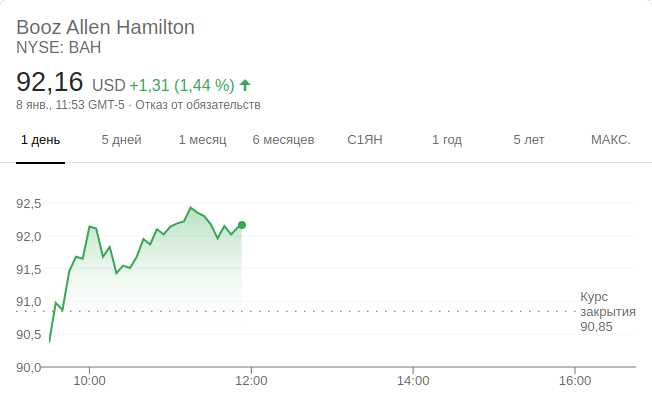 Booz Allen Hamilton
NYSE: BAH
92,16 USD +1,31 (1,44 %)
8 янв., 11:53 GMT-5 · Отказ от обязательств
1 день 5 дней 1 месяц 6 месяцев С1ЯН 1 год 5 лет МАКС.
92,5
92,0
91,5
91,0
Курс
закрытия
90,85
90,5
90,0
10:00 12:00 14:00 16:00